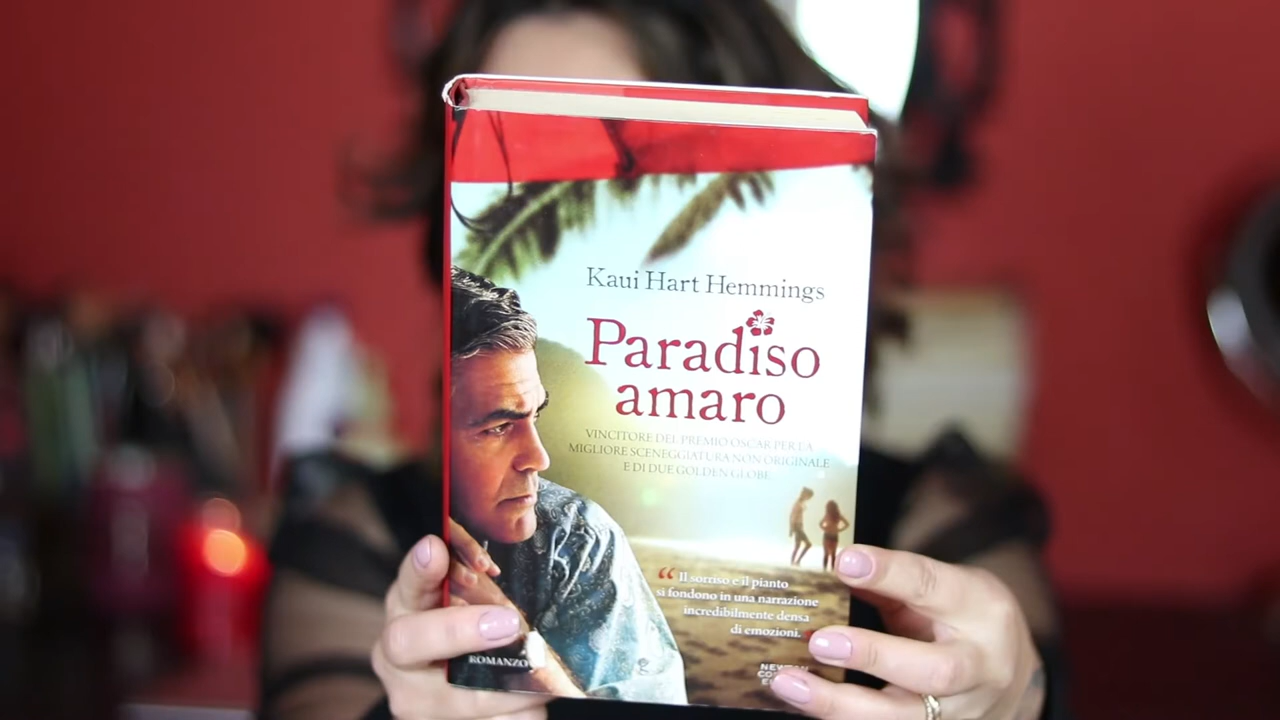 Kaui Hart Hemmings
Paradiso
amaro
VINCITORE DEL PREMIO OSCAR PER LA
MIGLIORE SCENEGGIATURA NON ORIGINALE
E DI DUE GOLDEN GLOBE
“ Il sorriso e il pianto
si fondono in una narrazione
incredibilmente densa
di emozioni.
ROMANZO